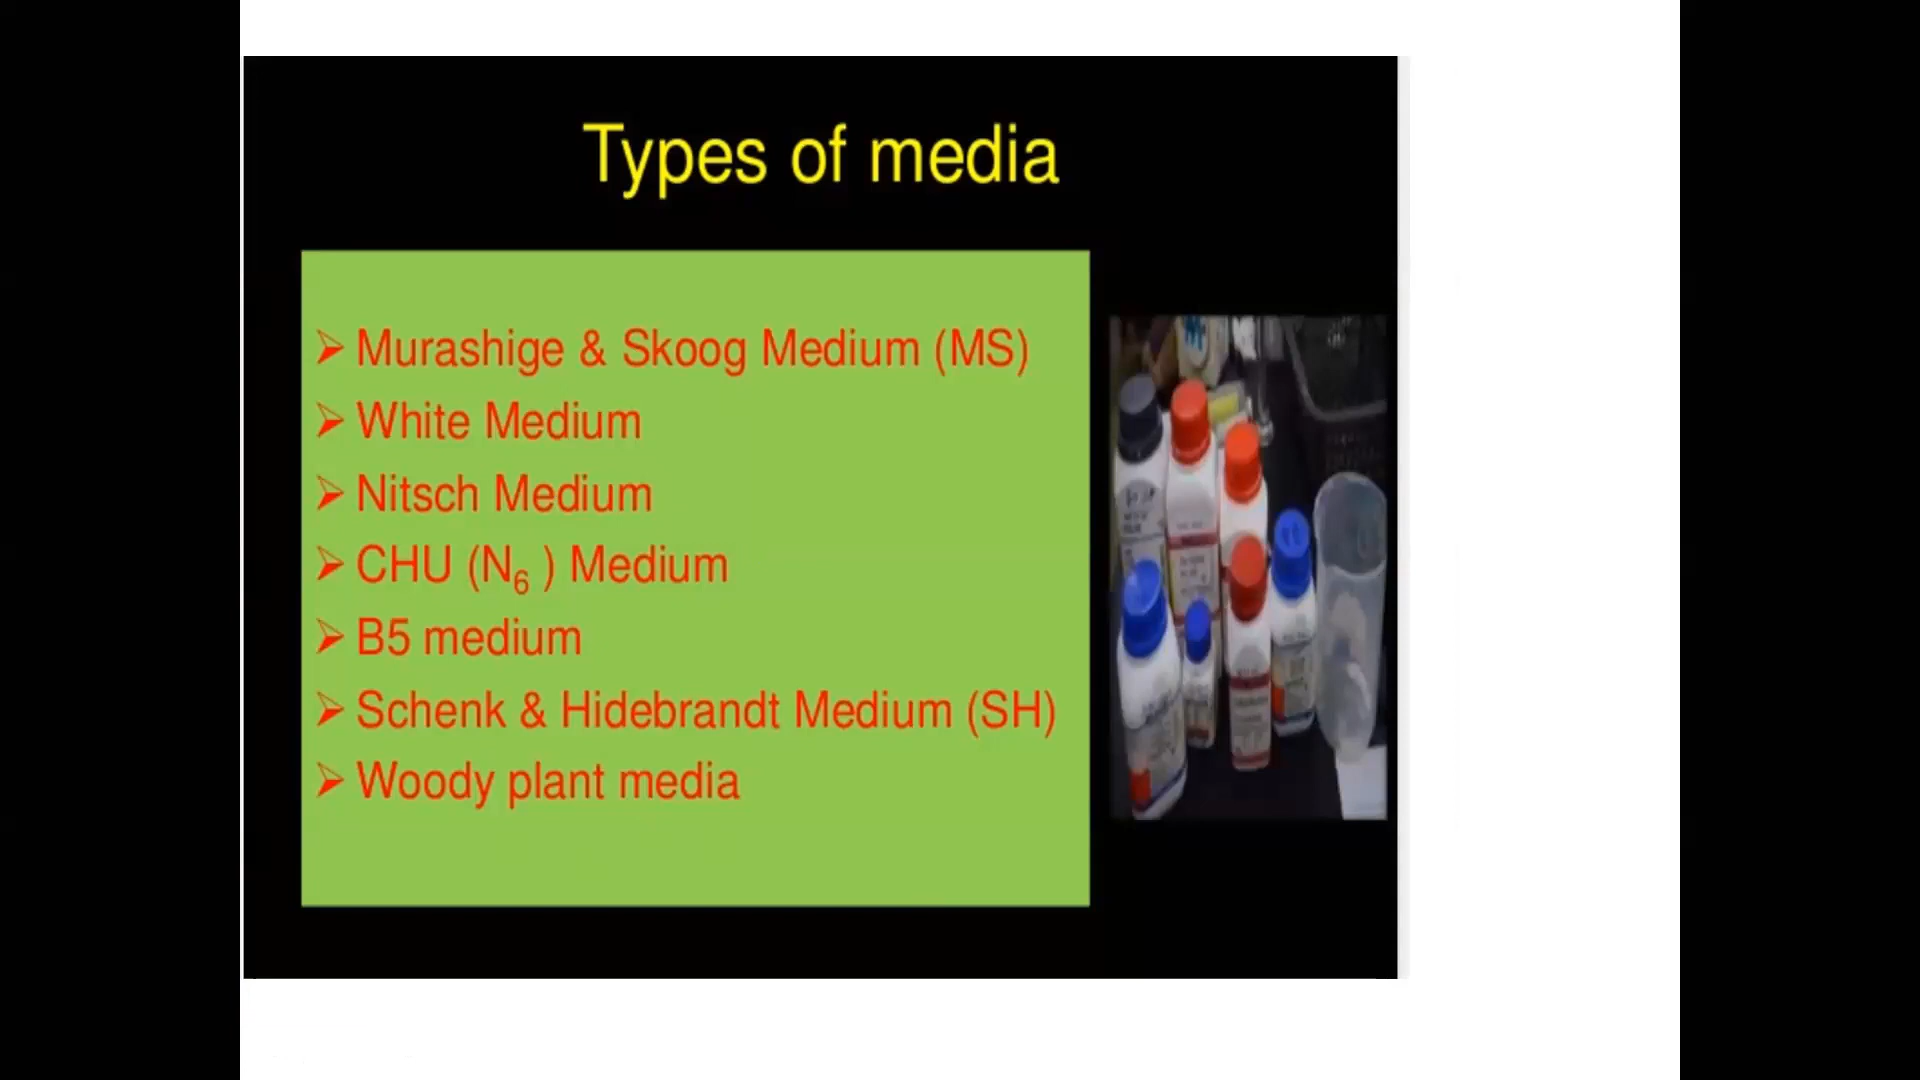 Types of media
➢ Murashige & Skoog Medium (MS)
➢ White Medium
➢ Nitsch Medium
➢ CHU (N₆ ) Medium
➢ B5 medium
➢ Schenk & Hidebrandt Medium (SH)
➢ Woody plant media